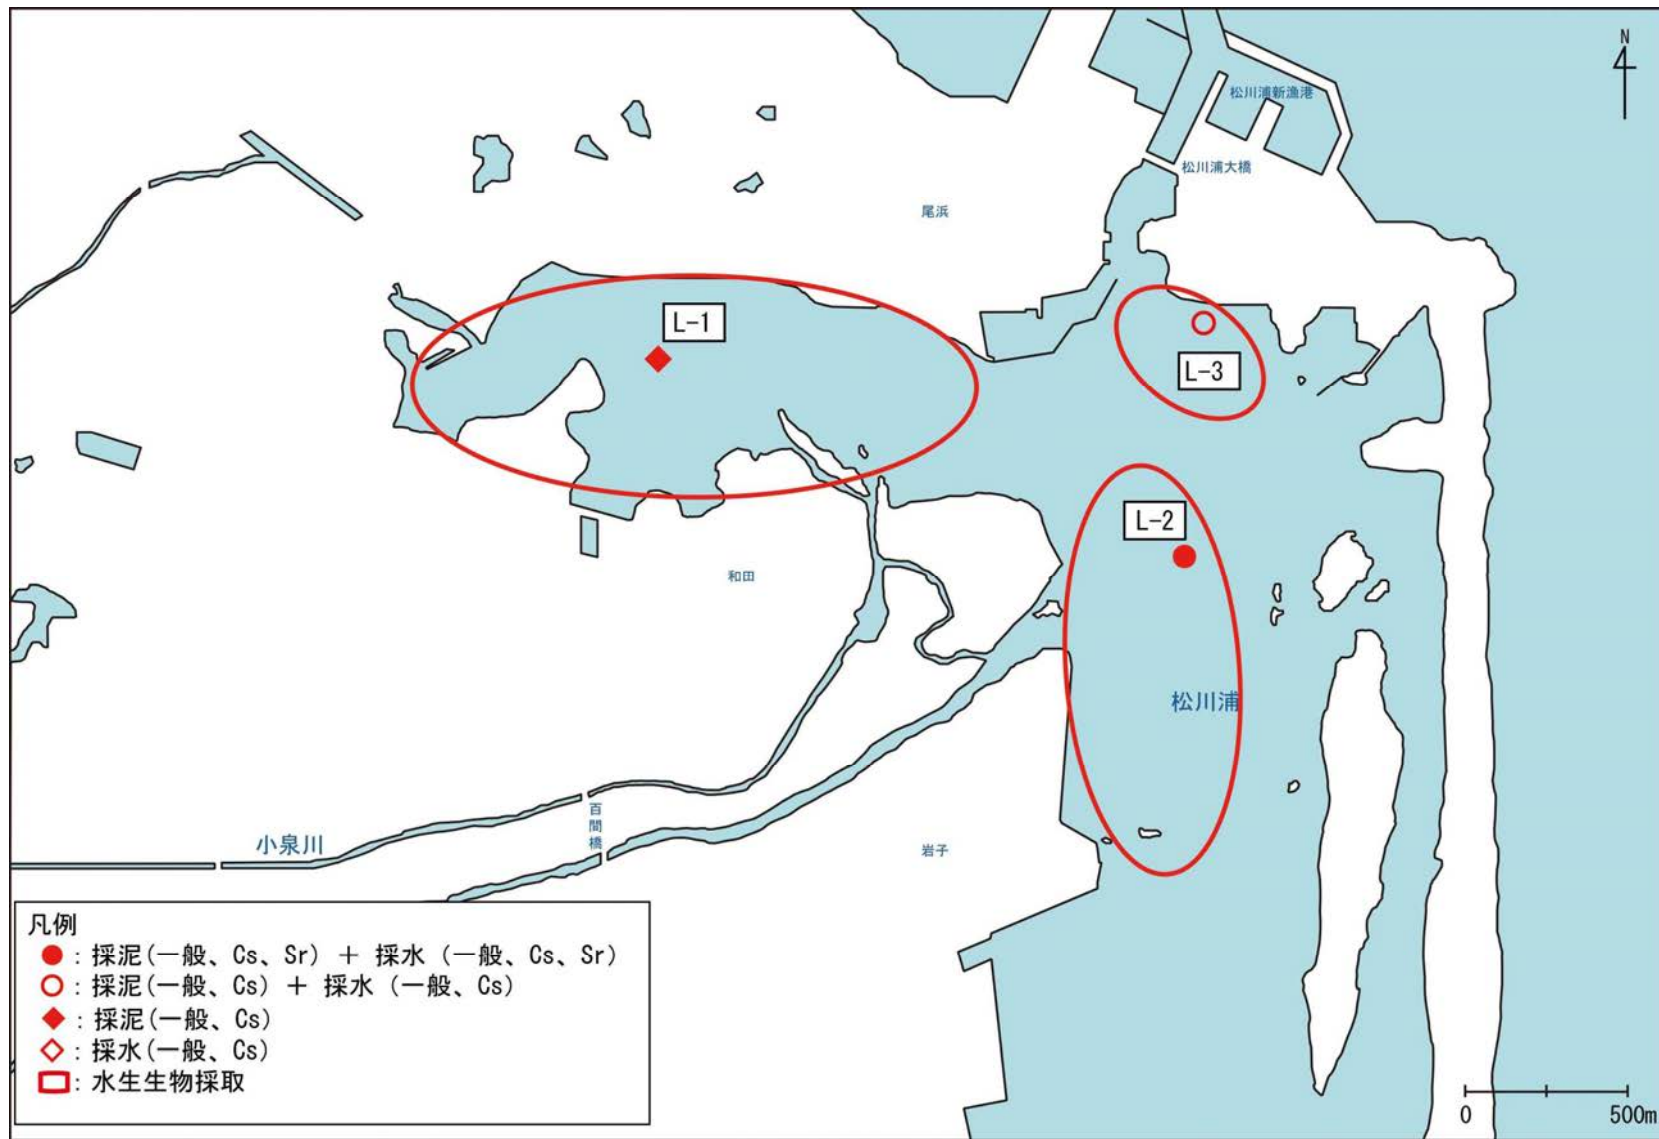 N
松川浦新漁港
松川浦大橋
尾浜
L-1
L-3
L-2
和田
松川浦
百間橋
小泉川
岩子
凡例
●: 採泥(一般、Cs、Sr) + 採水 (一般、Cs、Sr)
○: 採泥(一般、Cs) + 採水 (一般、Cs)
◆: 採泥(一般、Cs)
◇: 採水(一般、Cs)
: 水生生物採取
0 500m